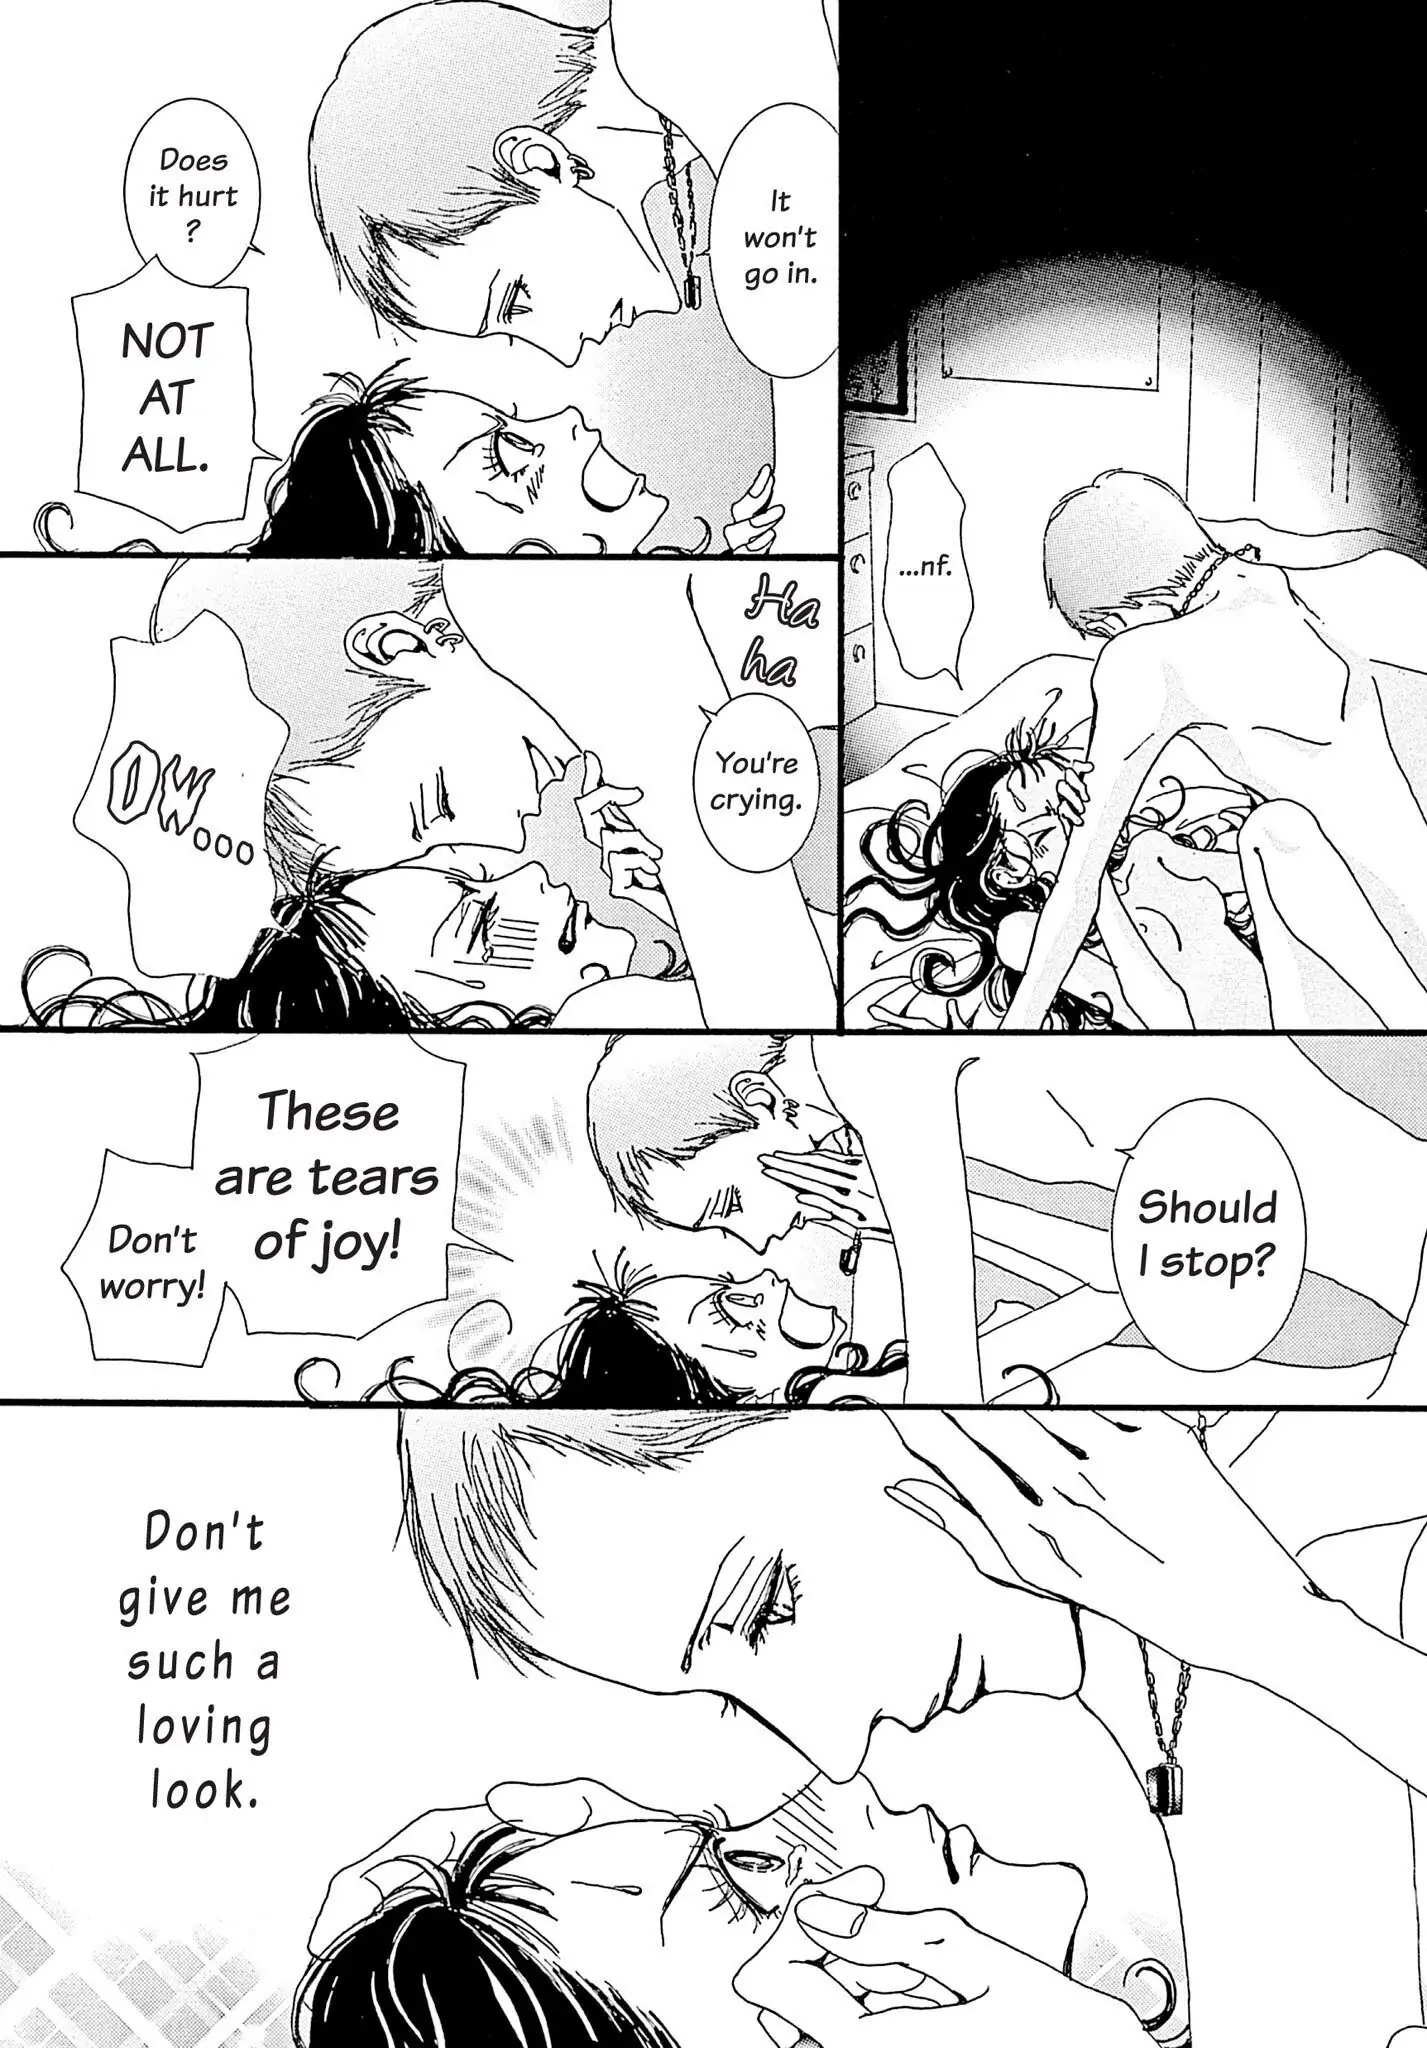 ...nf.
It
won't
go in.
Does
it hurt
?
NOT
AT
ALL.
Ha
ha
You're
crying.
OW...
Should
I stop?
These
are tears
of joy!
Don't
worry!
Don't
give me
such a
loving
look.